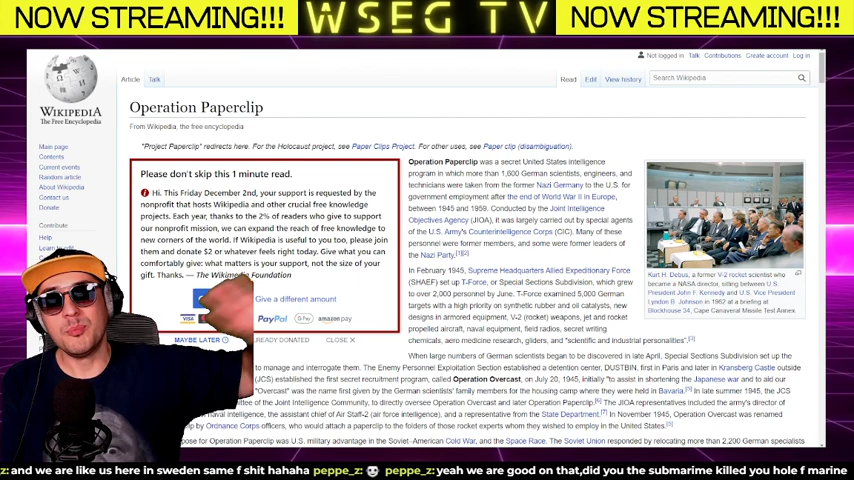 NOW STREAMING!!! WSEG TV NOW STREAMING!!!
Not logged in Talk Contributions Create account Log in
Article Talk Read Edit View history Search Wikipedia
WIKIPEDIA
The Free Encyclopedia
Main page
Contents
Current events
Random article
About Wikipedia
Contact us
Donate
Contribute
Help
Learn to edit
Operation Paperclip
From Wikipedia, the free encyclopedia
"Project Paperclip" redirects here. For the Holocaust project, see Paper Clips Project. For other uses, see Paper clip (disambiguation).
Please don't skip this 1 minute read.
Hi. This Friday December 2nd, your support is requested by the
nonprofit that hosts Wikipedia and other crucial free knowledge
projects. Each year, thanks to the 2% of readers who give to support
our nonprofit mission, we can expand the reach of free knowledge to
new corners of the world. If Wikipedia is useful to you too, please join
them and donate $2 or whatever feels right today. Give what you can
comfortably give: what matters is your support, not the size of your
gift. Thanks. — The Wikimedia Foundation
Give a different amount
VISA PayPal G Pay amazon pay
MAYBE LATER ALREADY DONATED CLOSE X
Operation Paperclip was a secret United States intelligence
program in which more than 1,600 German scientists, engineers, and
technicians were taken from the former Nazi Germany to the U.S. for
government employment after the end of World War II in Europe,
between 1945 and 1959. Conducted by the Joint Intelligence
Objectives Agency (JIOA), it was largely carried out by special agents
of the U.S. Army's Counterintelligence Corps (CIC). Many of these
personnel were former members, and some were former leaders of
the Nazi Party.[1][2]
In February 1945, Supreme Headquarters Allied Expeditionary Force
(SHAEF) set up T-Force, or Special Sections Subdivision, which grew
to over 2,000 personnel by June. T-Force examined 5,000 German
targets with a high priority on synthetic rubber and oil catalysts, new
designs in armored equipment, V-2 (rocket) weapons, jet and rocket
propelled aircraft, naval equipment, field radios, secret writing
chemicals, aero medicine research, gliders, and "scientific and industrial personalities".[3]
Kurt H. Debus, a former V-2 rocket scientist who
became a NASA director, sitting between U.S.
President John F. Kennedy and U.S. Vice President
Lyndon B. Johnson in 1962 at a briefing at
Blockhouse 34, Cape Canaveral Missile Test Annex.
When large numbers of German scientists began to be discovered in late April, Special Sections Subdivision set up the
to manage and interrogate them. The Enemy Personnel Exploitation Section established a detention center, DUSTBIN, first in Paris and later in Kransberg Castle outside
(JCS) established the first secret recruitment program, called Operation Overcast, on July 20, 1945, initially "to assist in shortening the Japanese war and to aid our
"Overcast" was the name first given by the German scientists' family members for the housing camp where they were held in Bavaria.[5] In late summer 1945, the JCS
mittee of the Joint Intelligence Community, to directly oversee Operation Overcast and later Operation Paperclip.[6] The JIOA representatives included the army's director of
naval intelligence, the assistant chief of Air Staff-2 (air force intelligence), and a representative from the State Department.[7] In November 1945, Operation Overcast was renamed
by Ordnance Corps officers, who would attach a paperclip to the folders of those rocket experts whom they wished to employ in the United States.[5]
pose for Operation Paperclip was U.S. military advantage in the Soviet–American Cold War, and the Space Race. The Soviet Union responded by relocating more than 2,200 German specialists
z: and we are like us here in sweden same f shit hahaha peppe_z: peppe_z: yeah we are good on that,did you the submarime killed you hole f marine